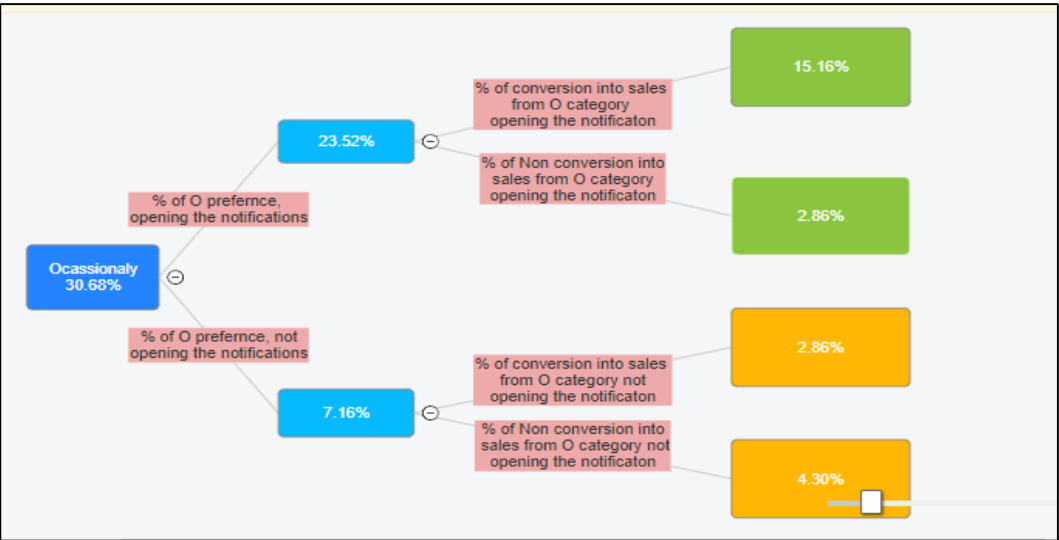 Ocassionaly
30.68%
% of O prefernce,
opening the notifications
% of O prefernce, not
opening the notifications
23.52%
7.16%
% of conversion into sales
from O category
opening the notificaton
% of Non conversion into
sales from O category
opening the notificaton
% of conversion into sales
from O category not
opening the notificaton
% of Non conversion into
sales from O category not
opening the notificaton
15.16%
2.86%
2.86%
4.30%